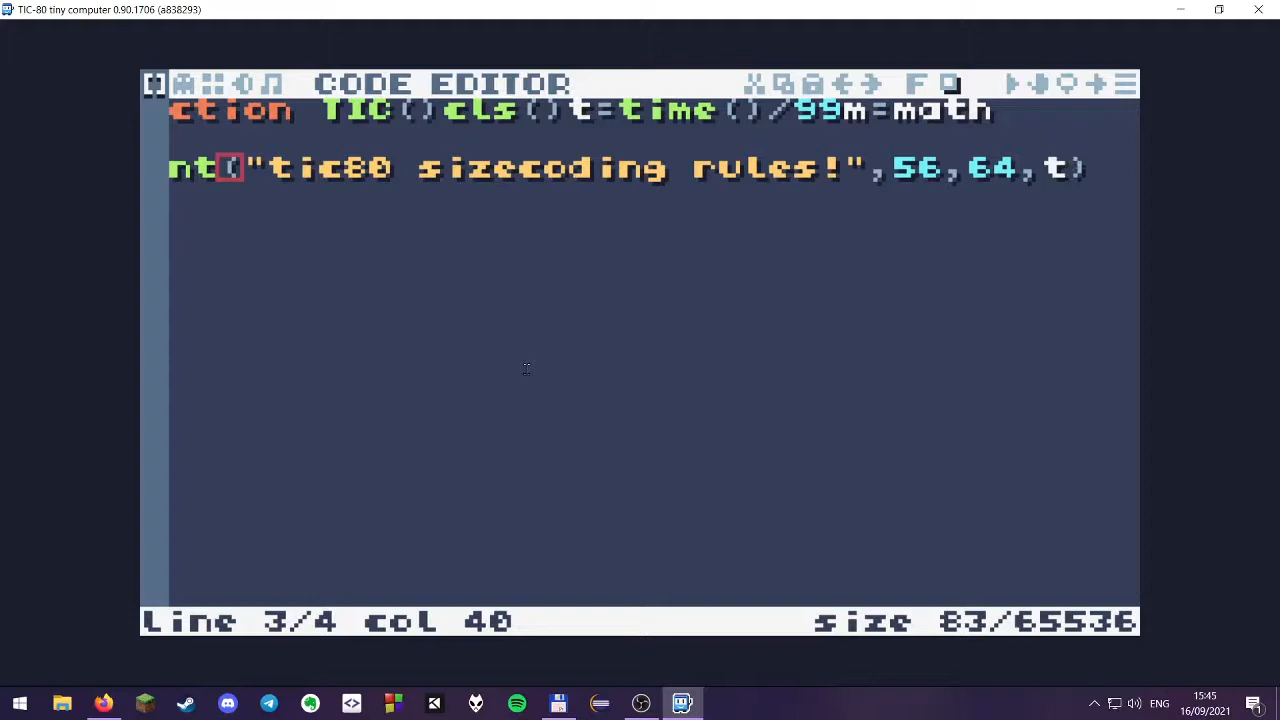 TIC-80 tiny computer 0.90.1706 (a838293)
CODE EDITOR
ction TIC()cls()t=time()/99m=math
nt("tic80 sizecoding rules!",56,64,t)
line 3/4 col 40
size 83/65536
ENG
15:45
16/09/2021